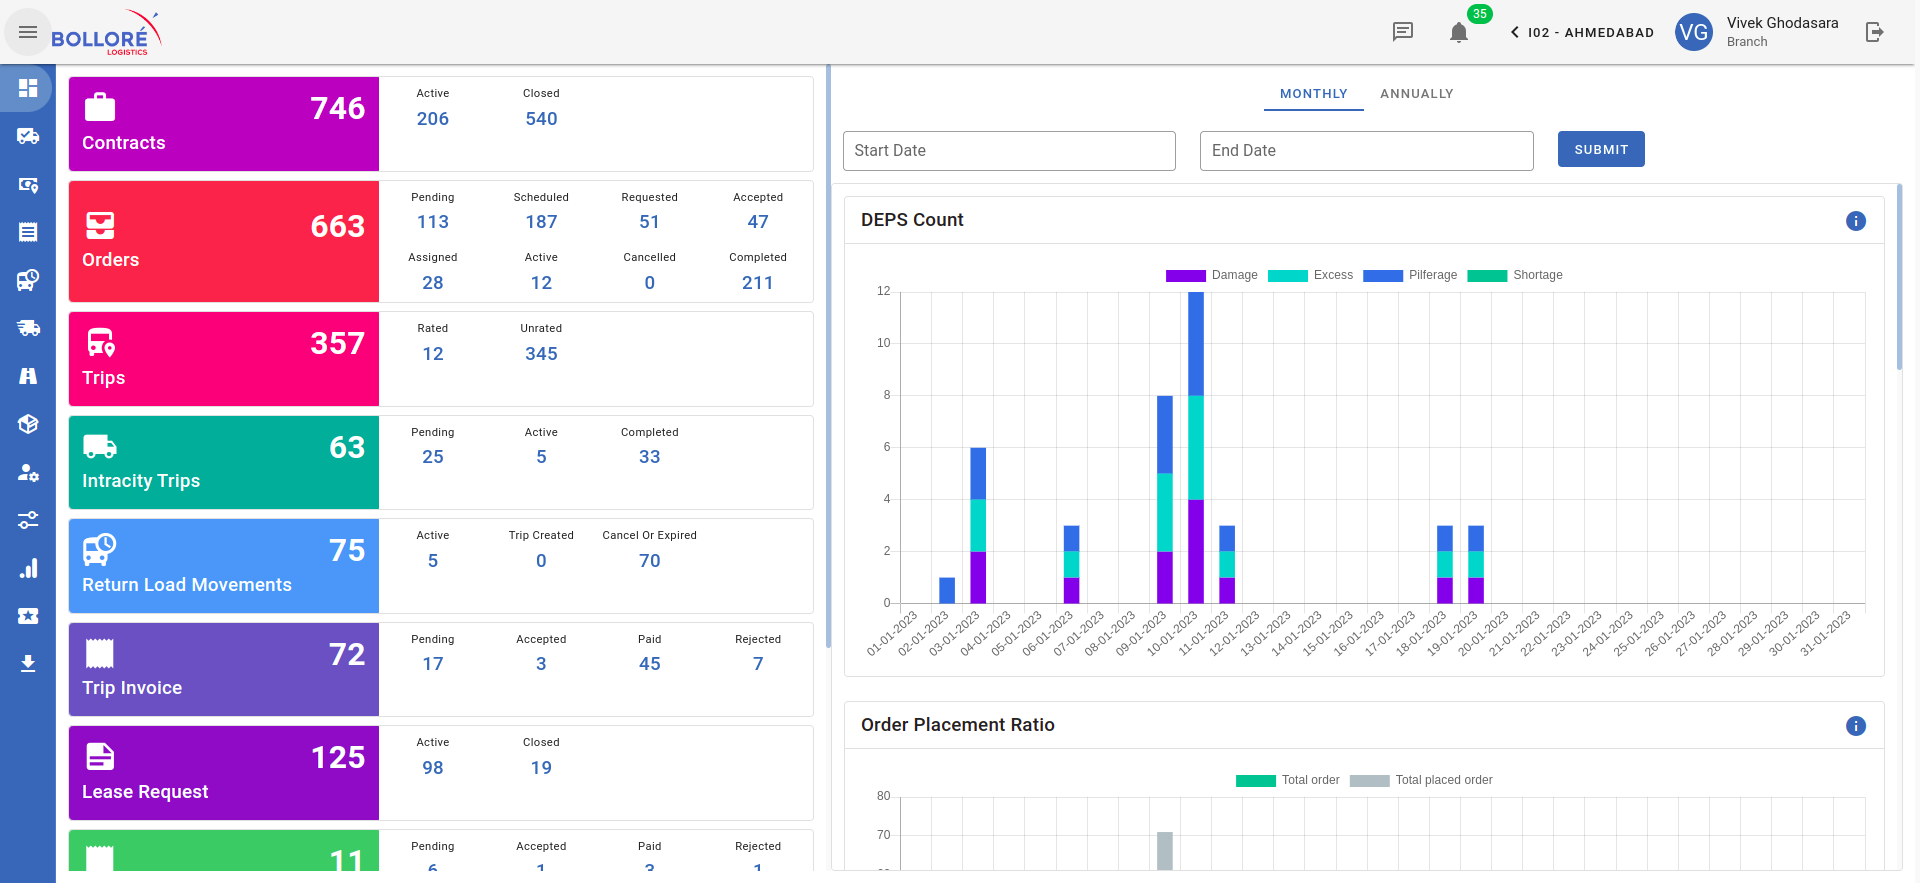 BOLLORÉ
LOGISTICS
35
I02 - AHMEDABAD
VG
Vivek Ghodasara
Branch
746
Contracts
Active Closed
206 540
663
Orders
Pending Scheduled Requested Accepted
113 187 51 47
Assigned Active Cancelled Completed
28 12 0 211
357
Trips
Rated Unrated
12 345
63
Intracity Trips
Pending Active Completed
25 5 33
75
Return Load Movements
Active Trip Created Cancel Or Expired
5 0 70
72
Trip Invoice
Pending Accepted Paid Rejected
17 3 45 7
125
Lease Request
Active Closed
98 19
11
Pending Accepted Paid Rejected
6 1 3 1
MONTHLY ANNUALLY
Start Date End Date SUBMIT
DEPS Count
Damage Excess Pilferage Shortage
12
10
8
6
4
2
0
01-01-2023 02-01-2023 03-01-2023 04-01-2023 05-01-2023 06-01-2023 07-01-2023 08-01-2023 09-01-2023 10-01-2023 11-01-2023 12-01-2023 13-01-2023 14-01-2023 15-01-2023 16-01-2023 17-01-2023 18-01-2023 19-01-2023 20-01-2023 21-01-2023 22-01-2023 23-01-2023 24-01-2023 25-01-2023 26-01-2023 27-01-2023 28-01-2023 29-01-2023 30-01-2023 31-01-2023
Order Placement Ratio
Total order Total placed order
80
70